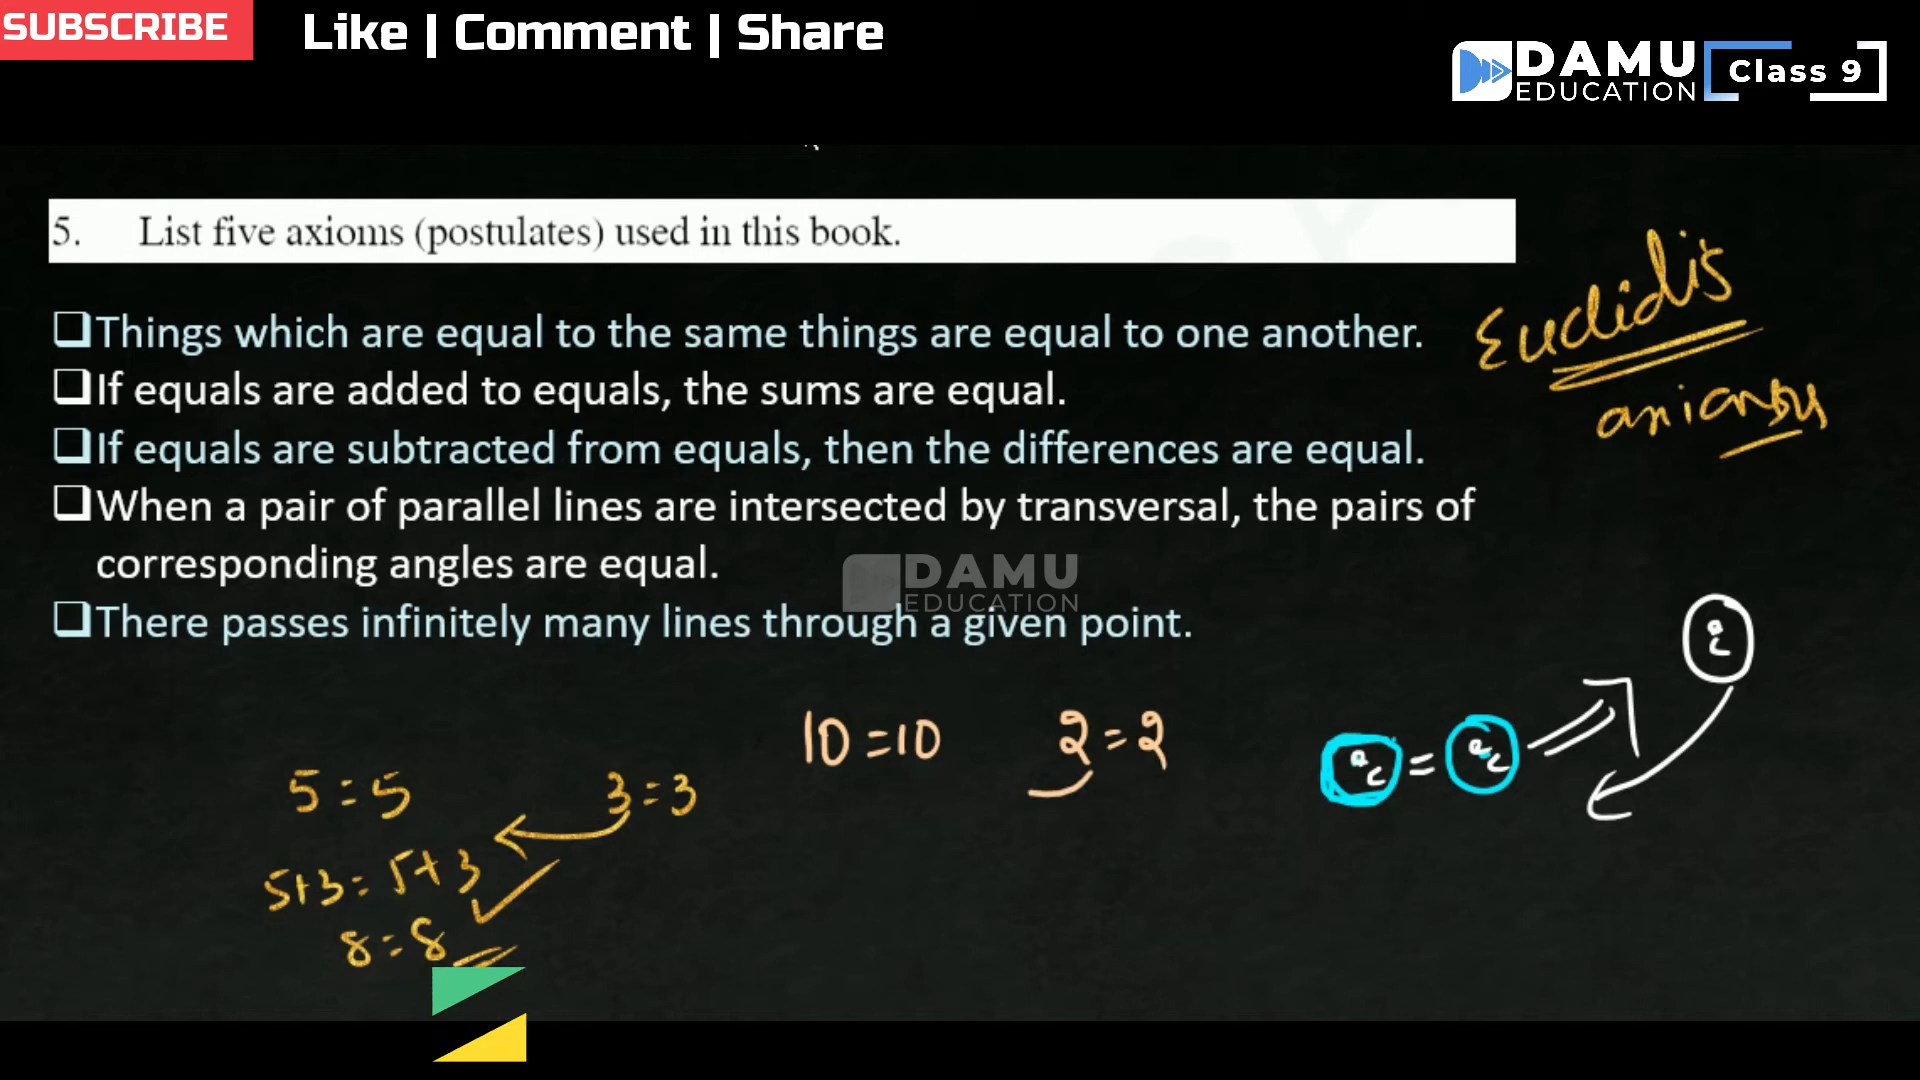 SUBSCRIBE
Like | Comment | Share
DAMU
EDUCATION
Class 9
5. List five axioms (postulates) used in this book.
❑Things which are equal to the same things are equal to one another.
❑If equals are added to equals, the sums are equal.
❑If equals are subtracted from equals, then the differences are equal.
❑When a pair of parallel lines are intersected by transversal, the pairs of
corresponding angles are equal.
❑There passes infinitely many lines through a given point.
Euclid's
DAMU
EDUCATION
10 = 10
2 = 2
5 = 5
3 = 3
5+3 = 5+3
8 = 8
=